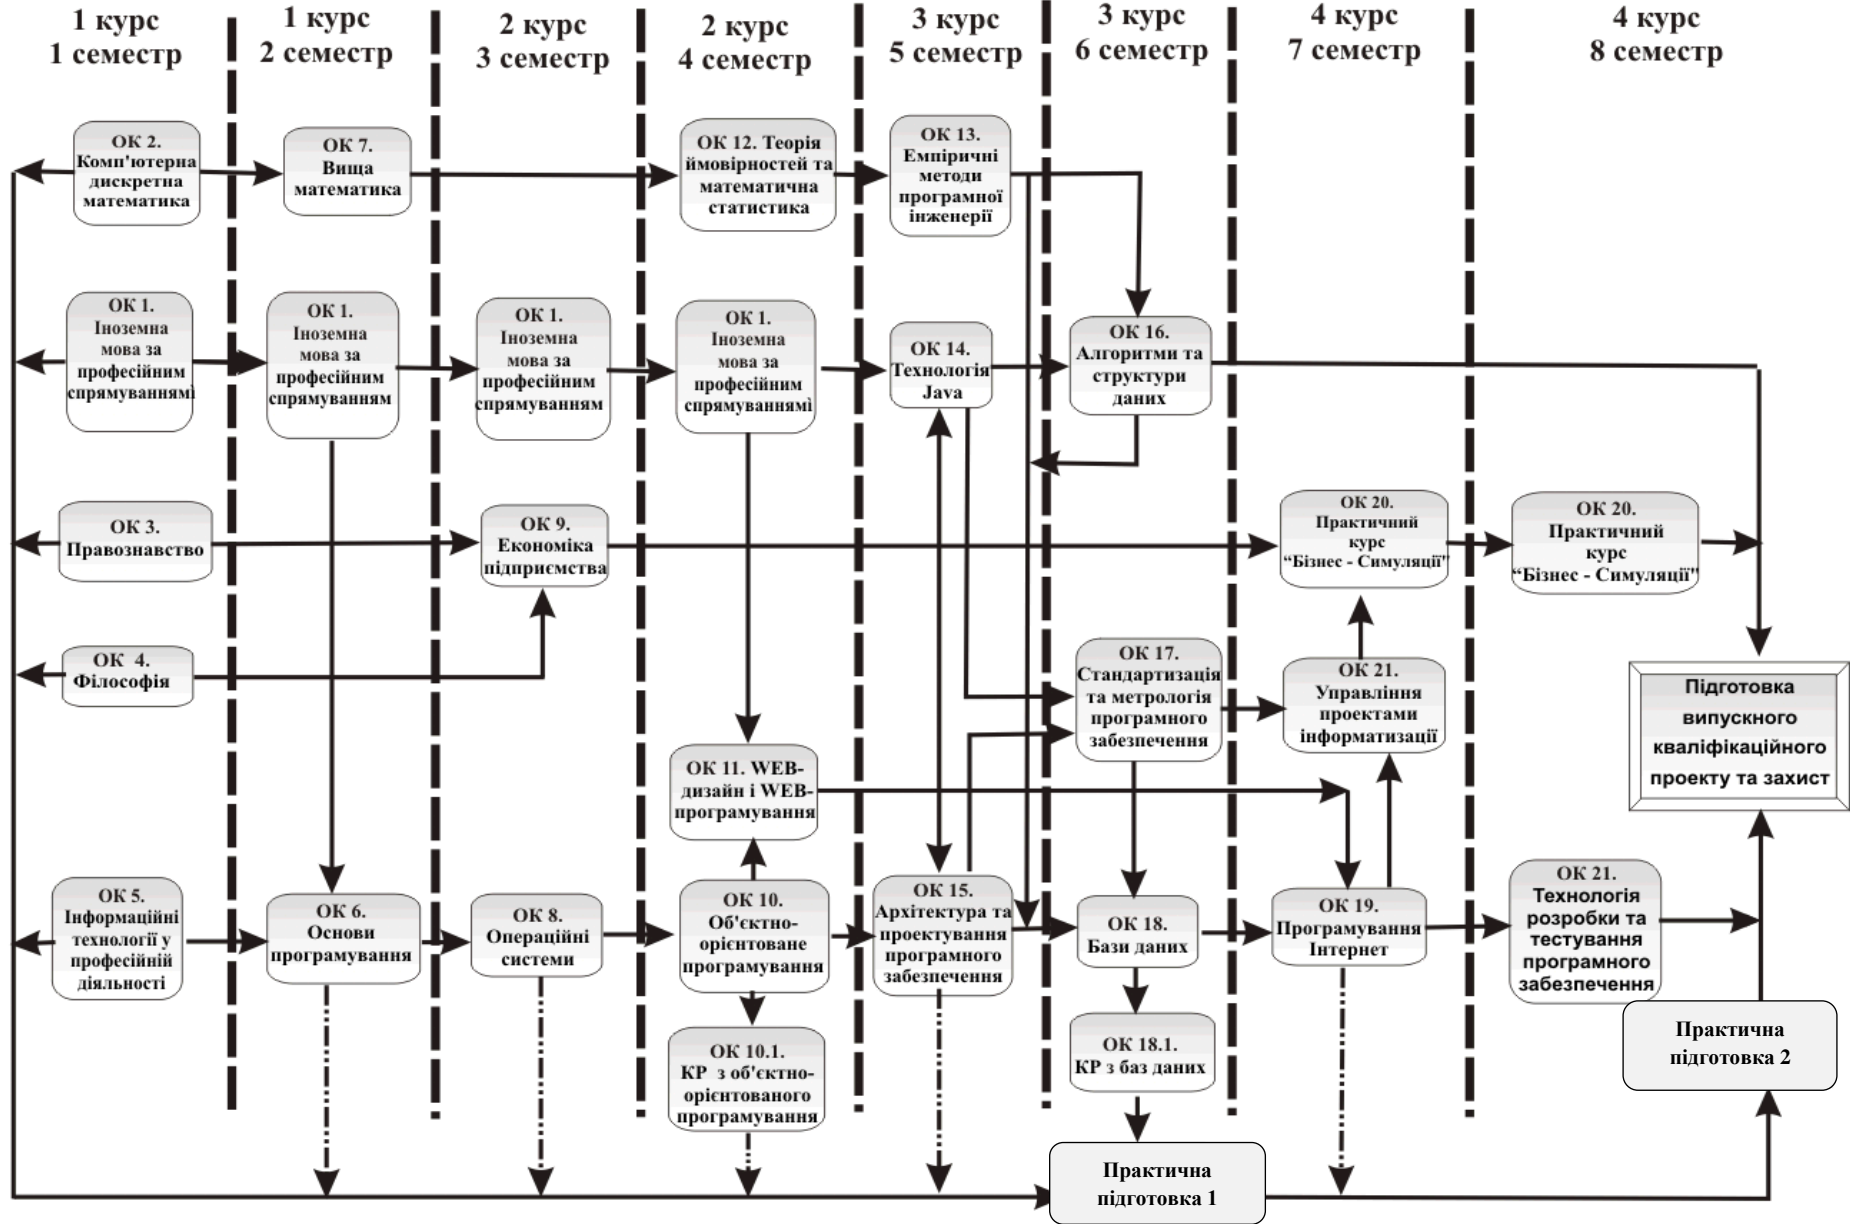 1 курс
1 семестр
1 курс
2 семестр
2 курс
3 семестр
2 курс
4 семестр
3 курс
5 семестр
3 курс
6 семестр
4 курс
7 семестр
4 курс
8 семестр
ОК 2.
Комп'ютерна
дискретна
математика
ОК 7.
Вища
математика
ОК 12. Теорія
ймовірностей та
математична
статистика
ОК 13.
Емпіричні
методи
програмної
інженерії
ОК 1.
Іноземна
мова за
професійним
спрямуваннямі
ОК 1.
Іноземна
мова за
професійним
спрямуванням
ОК 1.
Іноземна
мова за
професійним
спрямуванням
ОК 1.
Іноземна
мова за
професійним
спрямуваннямі
ОК 14.
Технологія
Java
ОК 16.
Алгоритми та
структури
даних
ОК 3.
Правознавство
ОК 9.
Економіка
підприємства
ОК 20.
Практичний
курс
“Бізнес - Симуляції"
ОК 20.
Практичний
курс
“Бізнес - Симуляції"
ОК 4.
Філософія
ОК 17.
Стандартизація
та метрологія
програмного
забезпечення
ОК 21.
Управління
проектами
інформатизації
Підготовка
випускного
кваліфікаційного
проекту та захист
ОК 11. WEB-
дизайн і WEB-
програмування
ОК 5.
Інформаційні
технології у
професійній
діяльності
ОК 6.
Основи
програмування
ОК 8.
Операційні
системи
ОК 10.
Об'єктно-
орієнтоване
програмування
ОК 15.
Архітектура та
проектування
програмного
забезпечення
ОК 18.
Бази даних
ОК 19.
Програмування
Інтернет
ОК 21.
Технологія
розробки та
тестування
програмного
забезпечення
ОК 10.1.
КР з об'єктно-
орієнтованого
програмування
ОК 18.1.
КР з баз даних
Практична
підготовка 2
Практична
підготовка 1